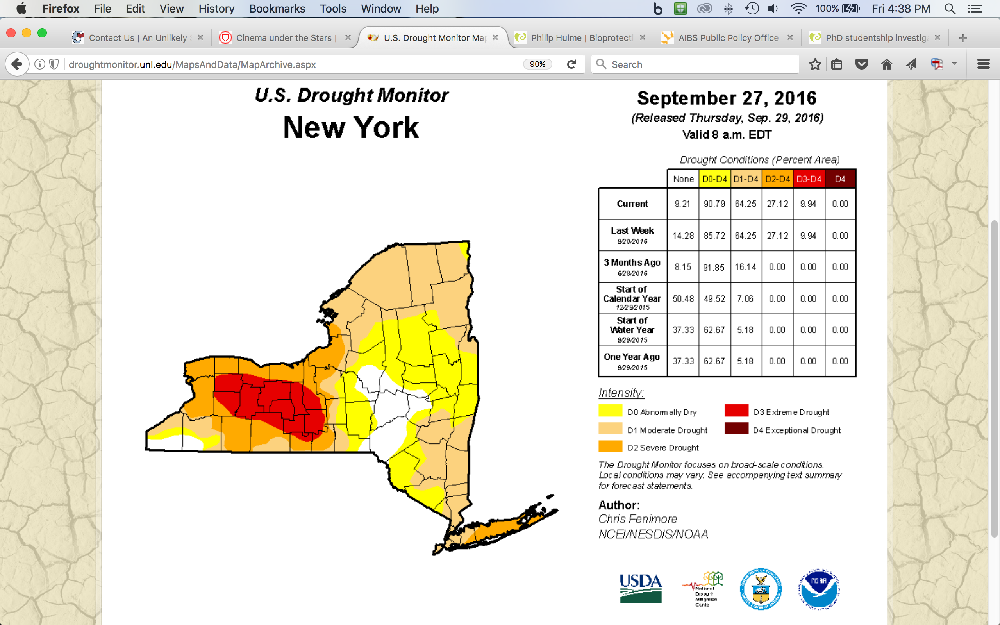 Firefox File Edit View History Bookmarks Tools Window Help 100% Fri 4:38 PM
Contact Us | An Unlikely
Cinema under the Stars |
U.S. Drought Monitor Map
Philip Hulme | Bioprotecti
AIBS Public Policy Office
PhD studentship investiga
droughtmonitor.unl.edu/MapsAndData/MapArchive.aspx 90% Search
U.S. Drought Monitor
New York
September 27, 2016
(Released Thursday, Sep. 29, 2016)
Valid 8 a.m. EDT
Drought Conditions (Percent Area)
None D0-D4 D1-D4 D2-D4 D3-D4 D4
Current 9.21 90.79 64.25 27.12 9.94 0.00
Last Week 9/20/2016 14.28 85.72 64.25 27.12 9.94 0.00
3 Months Ago 6/28/2016 8.15 91.85 16.14 0.00 0.00 0.00
Start of Calendar Year 12/29/2015 50.48 49.52 7.06 0.00 0.00 0.00
Start of Water Year 9/29/2015 37.33 62.67 5.18 0.00 0.00 0.00
One Year Ago 9/29/2015 37.33 62.67 5.18 0.00 0.00 0.00
Intensity:
D0 Abnormally Dry
D1 Moderate Drought
D2 Severe Drought
D3 Extreme Drought
D4 Exceptional Drought
The Drought Monitor focuses on broad-scale conditions.
Local conditions may vary. See accompanying text summary
for forecast statements.
Author:
Chris Fenimore
NCEI/NESDIS/NOAA
USDA
National
Drought
Mitigation
Center
NOAA